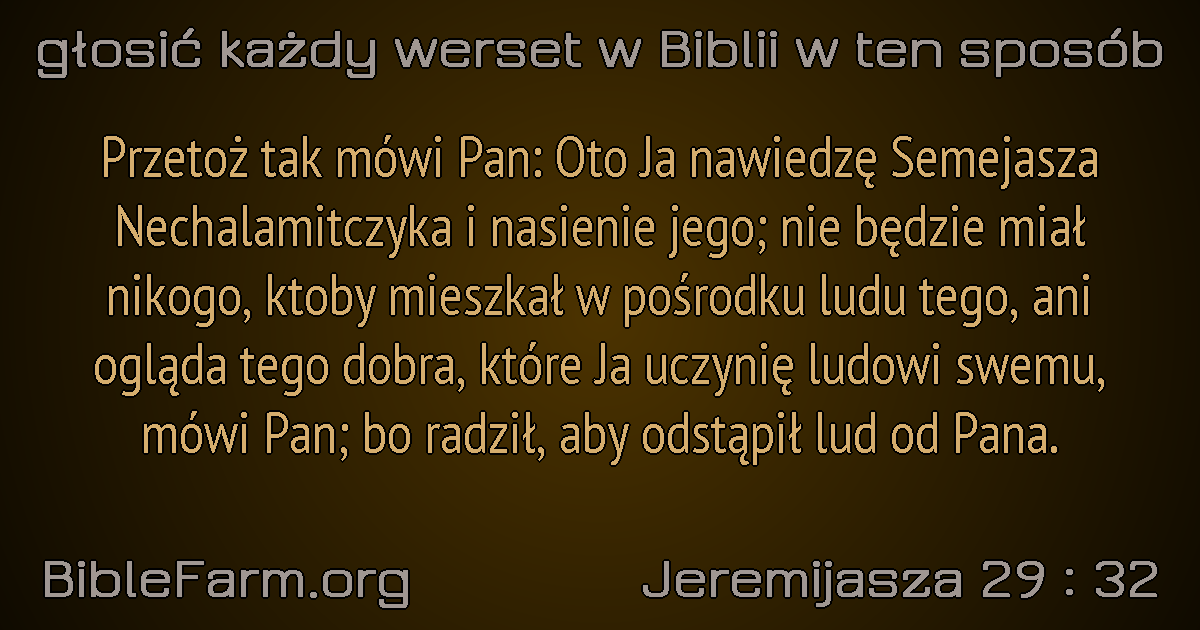 głosić każdy werset w Biblii w ten sposób
Przetoż tak mówi Pan: Oto Ja nawiedzę Semejasza
Nechalamitczyka i nasienie jego; nie będzie miał
nikogo, ktoby mieszkał w pośrodku ludu tego, ani
ogląda tego dobra, które Ja uczynię ludowi swemu,
mówi Pan; bo radził, aby odstąpił lud od Pana.
BibleFarm.org
Jeremijasza 29 : 32